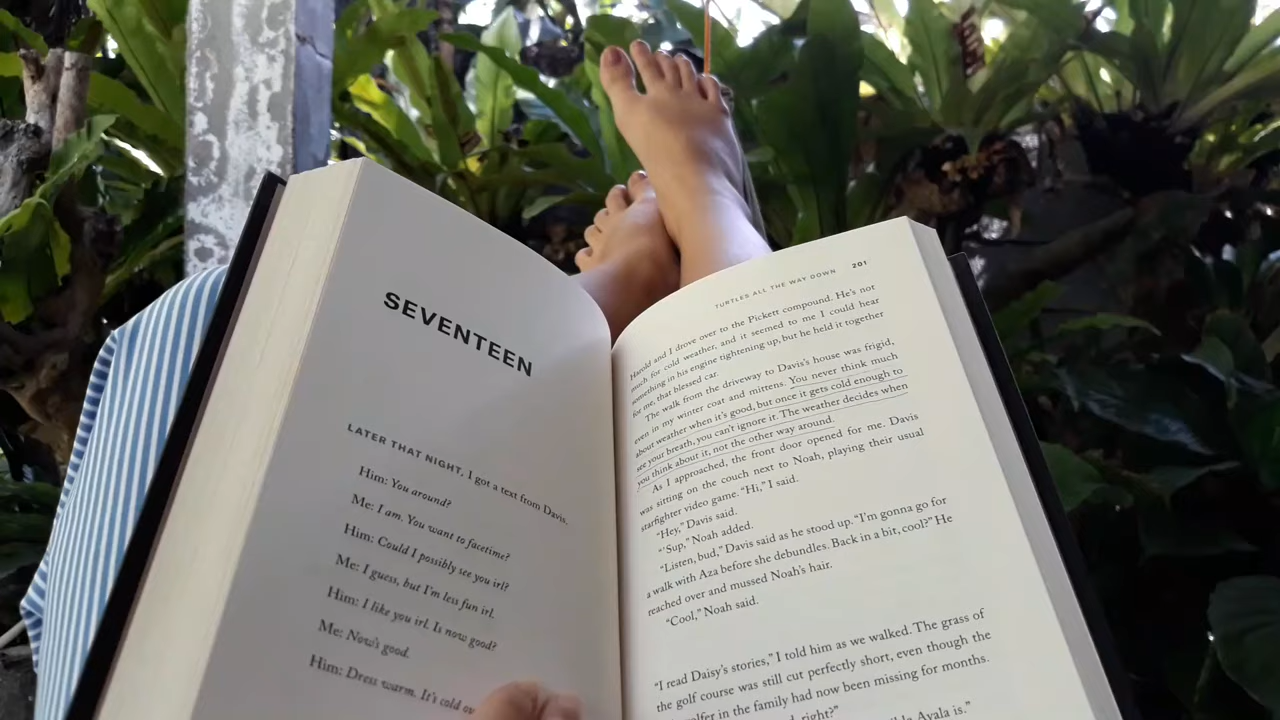 SEVENTEEN
LATER THAT NIGHT, I got a text from Davis.
Him: You around?
Me: I am. You want to facetime?
Him: Could I possibly see you irl?
Me: I guess, but I'm less fun irl.
Him: I like you irl. Is now good?
Me: Now's good.
Him: Dress warm. It's cold
TURTLES ALL THE WAY DOWN 201
Harold and I drove over to the Pickett compound. He's not
much for cold weather, and it seemed to me I could hear
something in his engine tightening up, but he held it together
for me, that blessed car.
The walk from the driveway to Davis's house was frigid,
even in my winter coat and mittens. You never think much
about weather when it's good, but once it gets cold enough to
see your breath, you can't ignore it. The weather decides when
you think about it, not the other way around.
As I approached, the front door opened for me. Davis
was sitting on the couch next to Noah, playing their usual
starfighter video game. "Hi," I said.
"Hey," Davis said.
"'Sup," Noah added.
"Listen, bud," Davis said as he stood up. "I'm gonna go for
a walk with Aza before she debundles. Back in a bit, cool?" He
reached over and mussed Noah's hair.
"Cool," Noah said.
"I read Daisy's stories," I told him as we walked. The grass of
the golf course was still cut perfectly short, even though the
golfer in the family had now been missing for months.
right?"
Ayala is."